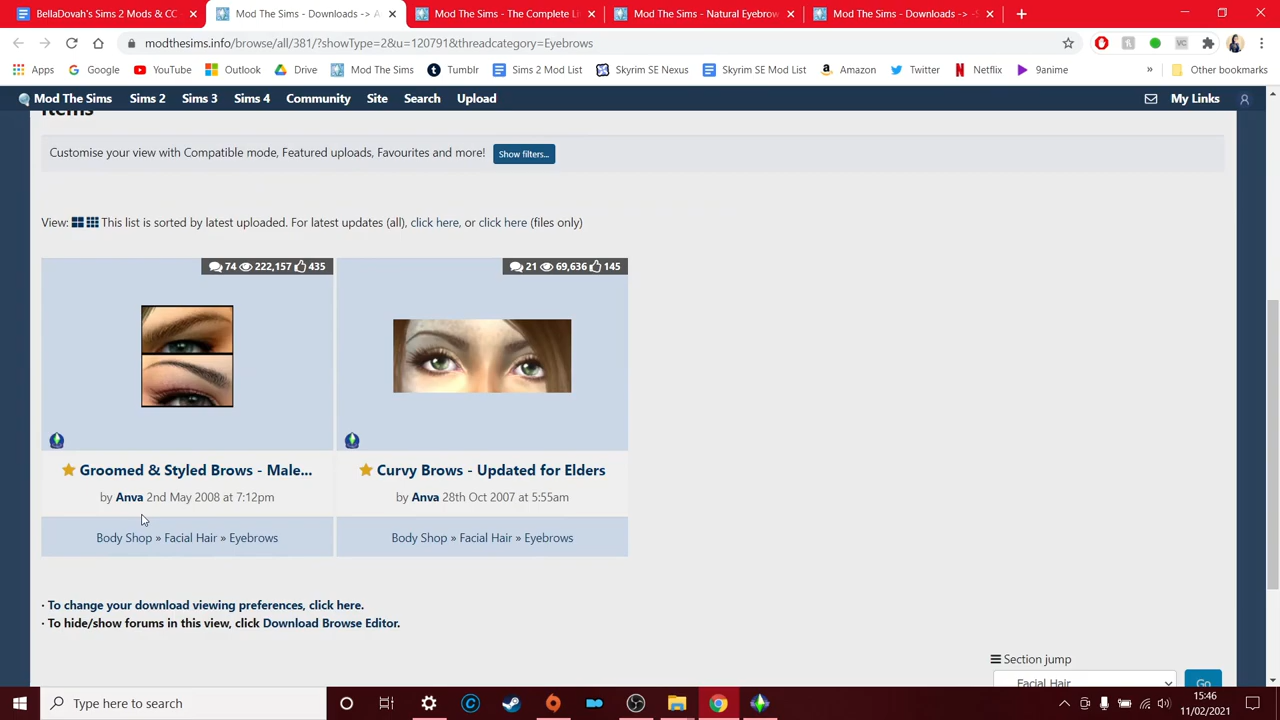 BellaDovah's Sims 2 Mods & CC
Mod The Sims - Downloads -> A
Mod The Sims - The Complete Li
Mod The Sims - Natural Eyebrow
Mod The Sims - Downloads -> -S
modthesims.info/browse/all/381/?showType=2&u=120791&threadcategory=Eyebrows
Apps Google YouTube Outlook Drive Mod The Sims Tumblr Sims 2 Mod List Skyrim SE Nexus Skyrim SE Mod List Amazon Twitter Netflix 9anime » Other bookmarks
Mod The Sims Sims 2 Sims 3 Sims 4 Community Site Search Upload My Links
Items
Customise your view with Compatible mode, Featured uploads, Favourites and more! Show filters...
View: This list is sorted by latest uploaded. For latest updates (all), click here, or click here (files only)
74 222,157 435
21 69,636 145
Groomed & Styled Brows - Male...
Curvy Brows - Updated for Elders
by Anva 2nd May 2008 at 7:12pm
by Anva 28th Oct 2007 at 5:55am
Body Shop » Facial Hair » Eyebrows
Body Shop » Facial Hair » Eyebrows
· To change your download viewing preferences, click here.
· To hide/show forums in this view, click Download Browse Editor.
Section jump
Facial Hair
Go
Type here to search
15:46
11/02/2021